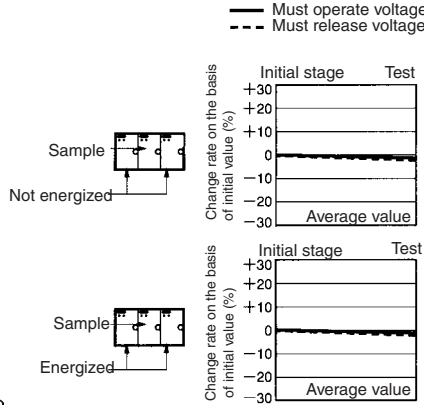 Must operate voltage
Must release voltage
Initial stage Test
Change rate on the basis
of initial value (%)
+30
+20
+10
0
−10
−20
−30
Average value
Sample
Not energized
Initial stage Test
Change rate on the basis
of initial value (%)
+30
+20
+10
0
−10
−20
−30
Average value
Sample
Energized